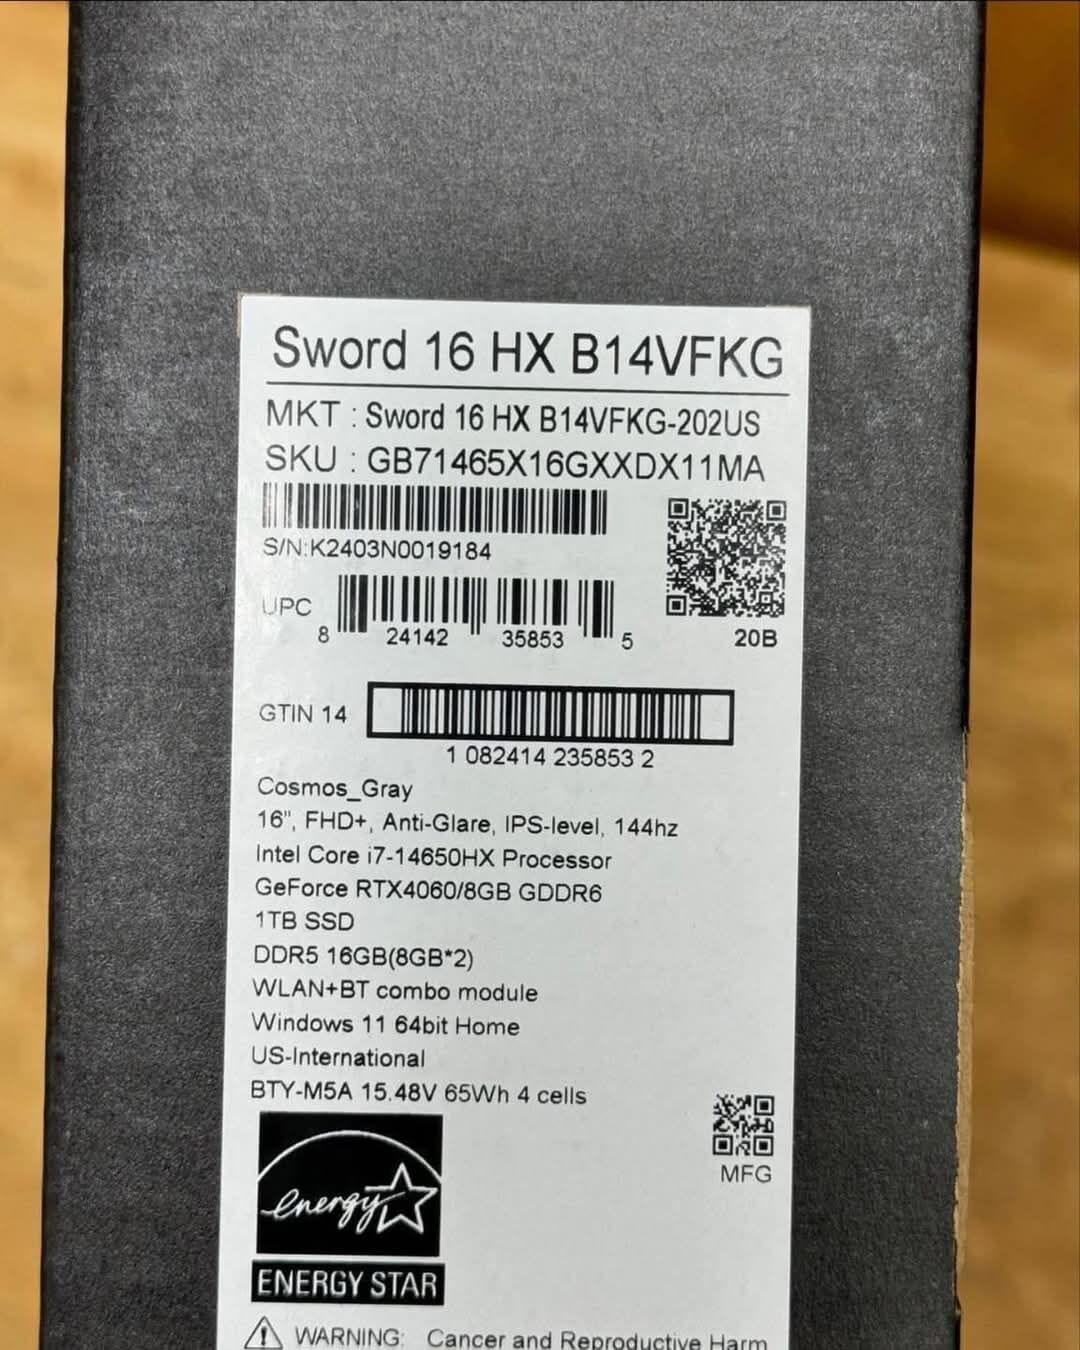 Sword 16 HX B14VFKG
MKT : Sword 16 HX B14VFKG-202US
SKU : GB71465X16GXXDX11MA
S/N:K2403N0019184
UPC 8 24142 35853 5
20B
GTIN 14
1 082414 235853 2
Cosmos_Gray
16", FHD+, Anti-Glare, IPS-level, 144hz
Intel Core i7-14650HX Processor
GeForce RTX4060/8GB GDDR6
1TB SSD
DDR5 16GB(8GB*2)
WLAN+BT combo module
Windows 11 64bit Home
US-International
BTY-M5A 15.48V 65Wh 4 cells
MFG
energy
ENERGY STAR
WARNING: Cancer and Reproductive Harm